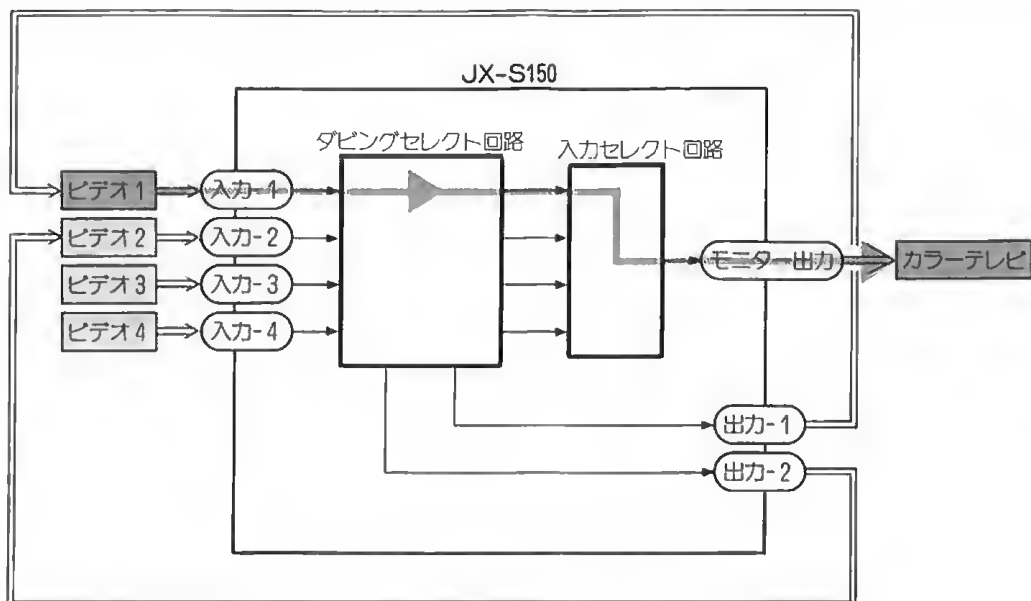 JX-S150
ダビングセレクト回路
入力セレクト回路
ビデオ1
入力-1
ビデオ2
入力-2
ビデオ3
入力-3
ビデオ4
入力-4
モニター出力
カラーテレビ
出力-1
出力-2